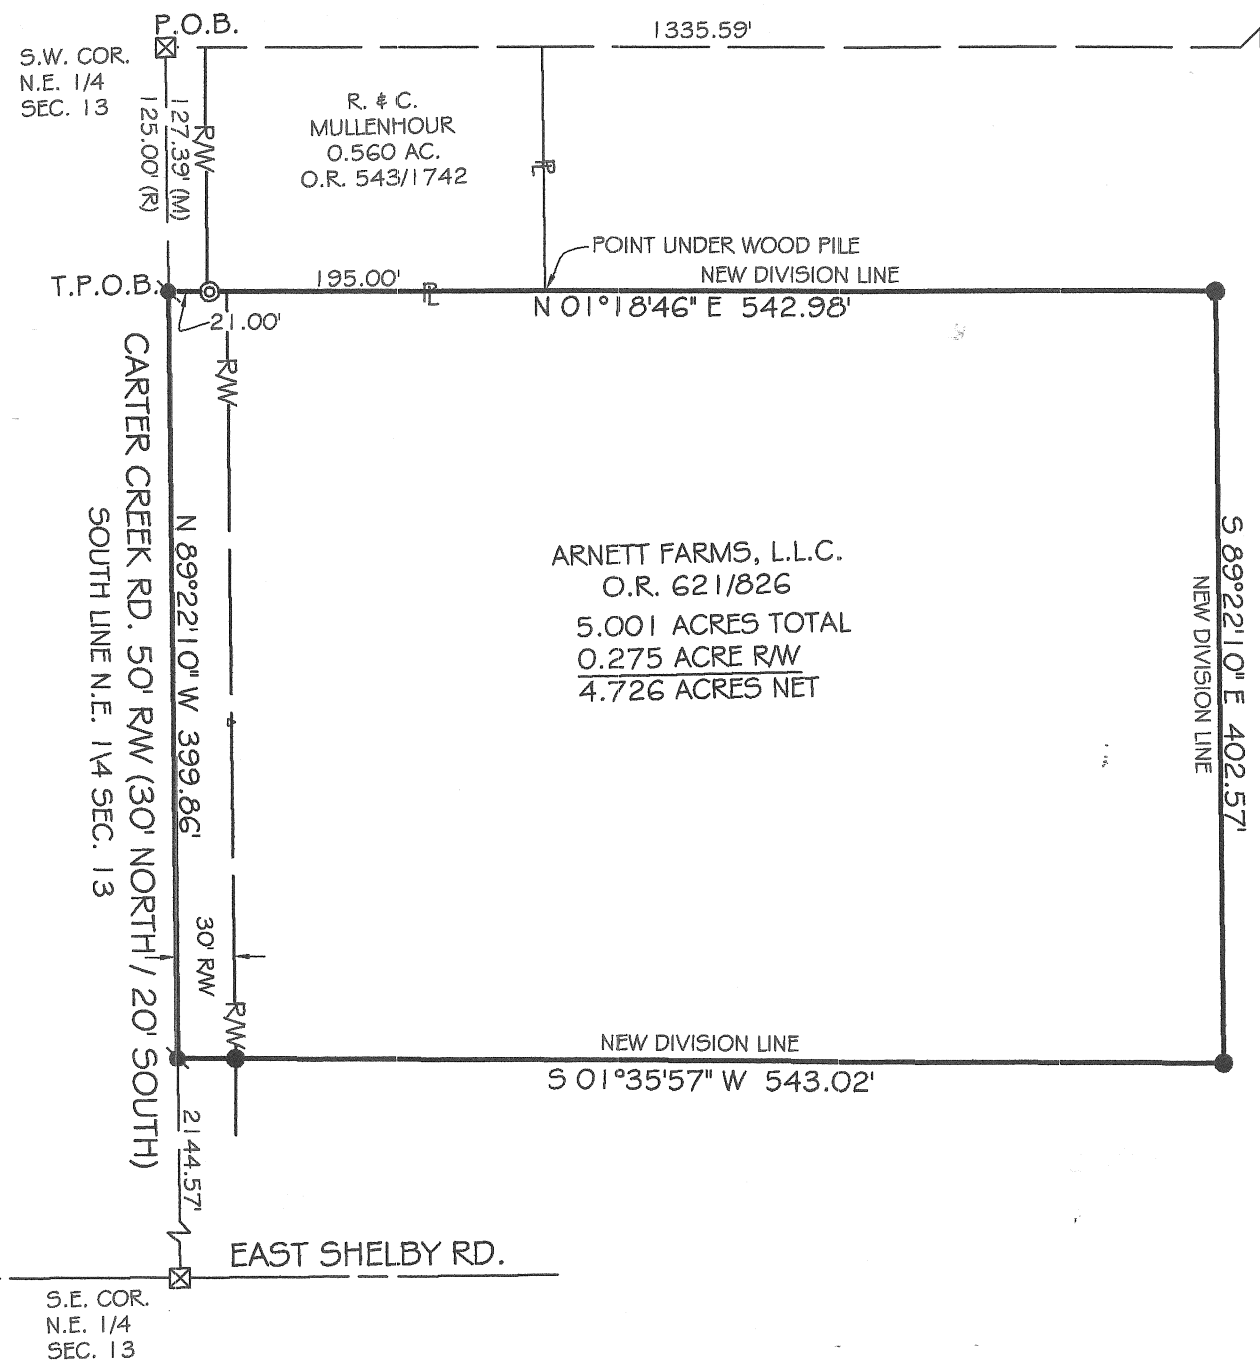 P.O.B.
1335.59'
S.W. COR.
N.E. 1/4
SEC. 13
127.39' (M)
125.00' (R)
R/W
R. & C.
MULLENHOUR
0.560 AC.
O.R. 543/1742
PL
POINT UNDER WOOD PILE
NEW DIVISION LINE
T.P.O.B.
195.00'
PL
N 01°18'46" E 542.98'
21.00'
R/W
CARTER CREEK RD. 50' R/W (30' NORTH / 20' SOUTH)
SOUTH LINE N.E. 1\4 SEC. 13
N 89°22'10" W 399.86'
ARNETT FARMS, L.L.C.
O.R. 621/826
5.001 ACRES TOTAL
0.275 ACRE R/W
4.726 ACRES NET
S 89°22'10" E 402.57'
NEW DIVISION LINE
30' R/W
R/W
NEW DIVISION LINE
S 01°35'57" W 543.02'
2144.57'
EAST SHELBY RD.
S.E. COR.
N.E. 1/4
SEC. 13